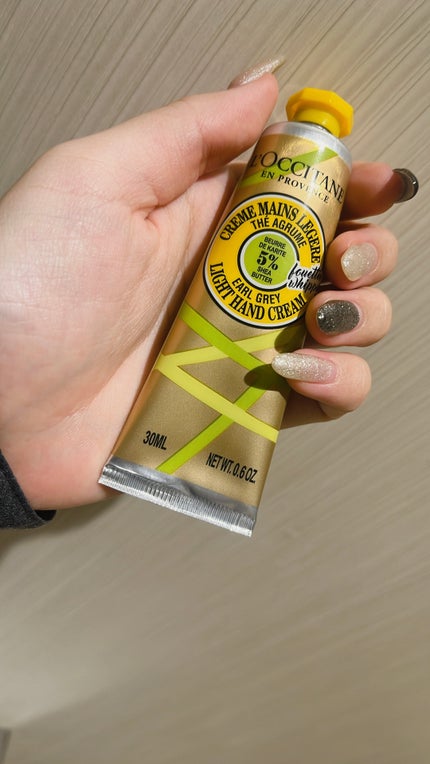 L'OCCITANE
EN PROVENCE
CREME MAINS LÉGÈRE
THÉ AGRUME
BEURRE
DE KARITÉ
5%
SHEA
BUTTER
EARL GREY
LIGHT HAND CREAM
30ML
NET WT. 0.6 OZ.